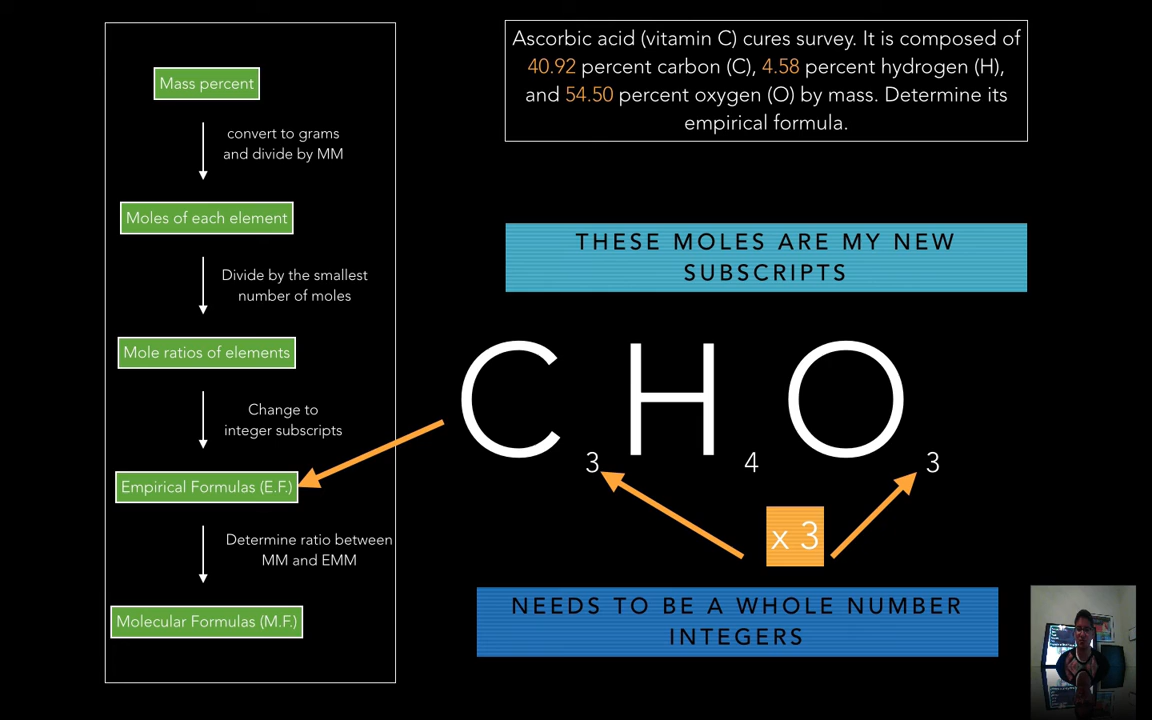 Mass percent
convert to grams
and divide by MM
Moles of each element
Divide by the smallest
number of moles
Mole ratios of elements
Change to
integer subscripts
Empirical Formulas (E.F.)
Determine ratio between
MM and EMM
Molecular Formulas (M.F.)
Ascorbic acid (vitamin C) cures survey. It is composed of
40.92 percent carbon (C), 4.58 percent hydrogen (H),
and 54.50 percent oxygen (O) by mass. Determine its
empirical formula.
THESE MOLES ARE MY NEW
SUBSCRIPTS
C3 H4 O3
x 3
NEEDS TO BE A WHOLE NUMBER
INTEGERS